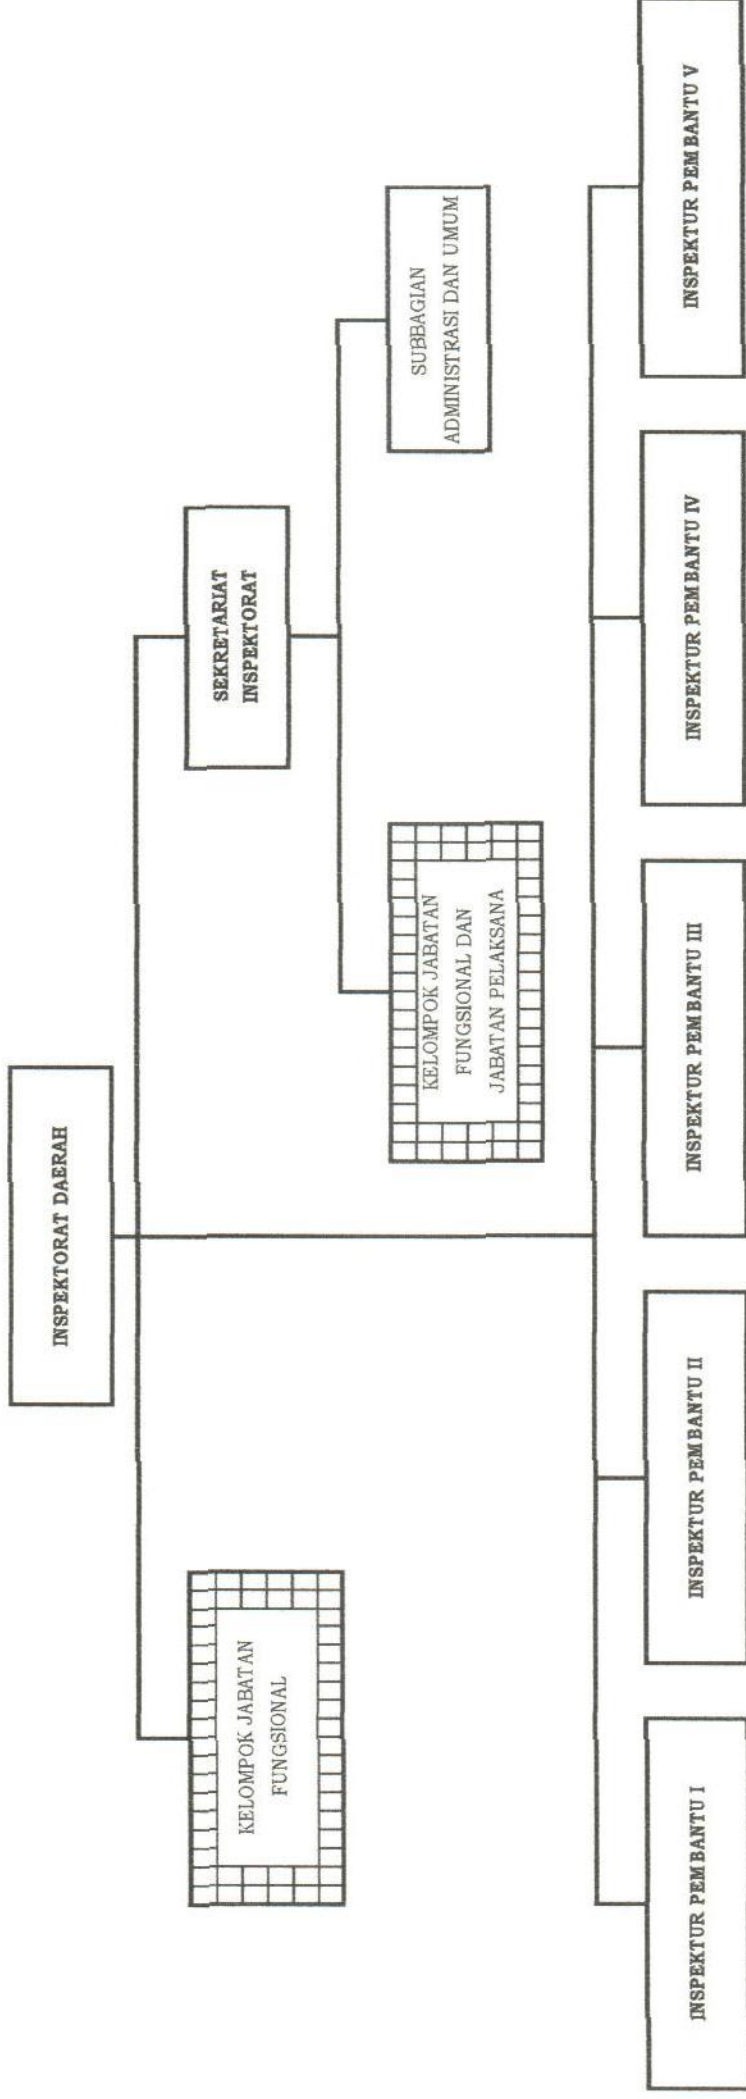 INSPEKTORAT DAERAH
KELOMPOK JABATAN
FUNGSIONAL
SEKRETARIAT
INSPEKTORAT
KELOMPOK JABATAN
FUNGSIONAL DAN
JABATAN PELAKSANA
SUBBAGIAN
ADMINISTRASI DAN UMUM
INSPEKTUR PEMBANTU I
INSPEKTUR PEMBANTU II
INSPEKTUR PEMBANTU III
INSPEKTUR PEMBANTU IV
INSPEKTUR PEMBANTU V